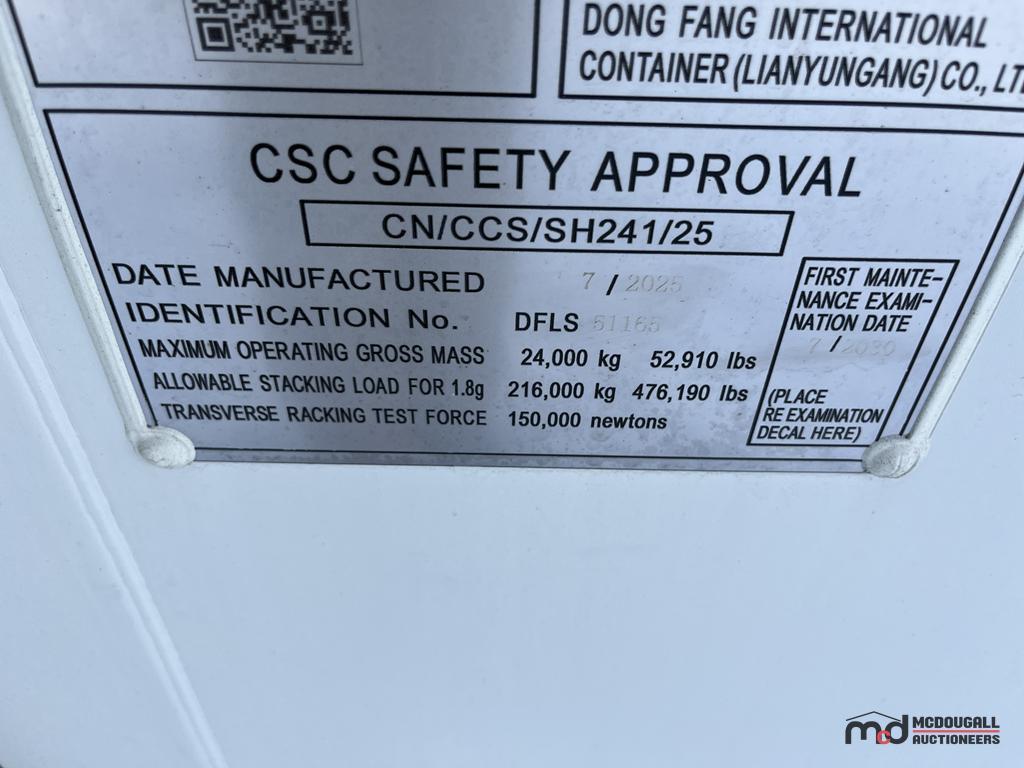 DONG FANG INTERNATIONAL
CONTAINER (LIANYUNGANG) CO., LT
CSC SAFETY APPROVAL
CN/CCS/SH241/25
DATE MANUFACTURED 7 / 2025
IDENTIFICATION No. DFLS 51165
MAXIMUM OPERATING GROSS MASS 24,000 kg 52,910 lbs
ALLOWABLE STACKING LOAD FOR 1.8g 216,000 kg 476,190 lbs
TRANSVERSE RACKING TEST FORCE 150,000 newtons
FIRST MAINTE-
NANCE EXAMI-
NATION DATE
7 / 2030
(PLACE
RE EXAMINATION
DECAL HERE)
mcd MCDOUGALL
AUCTIONEERS